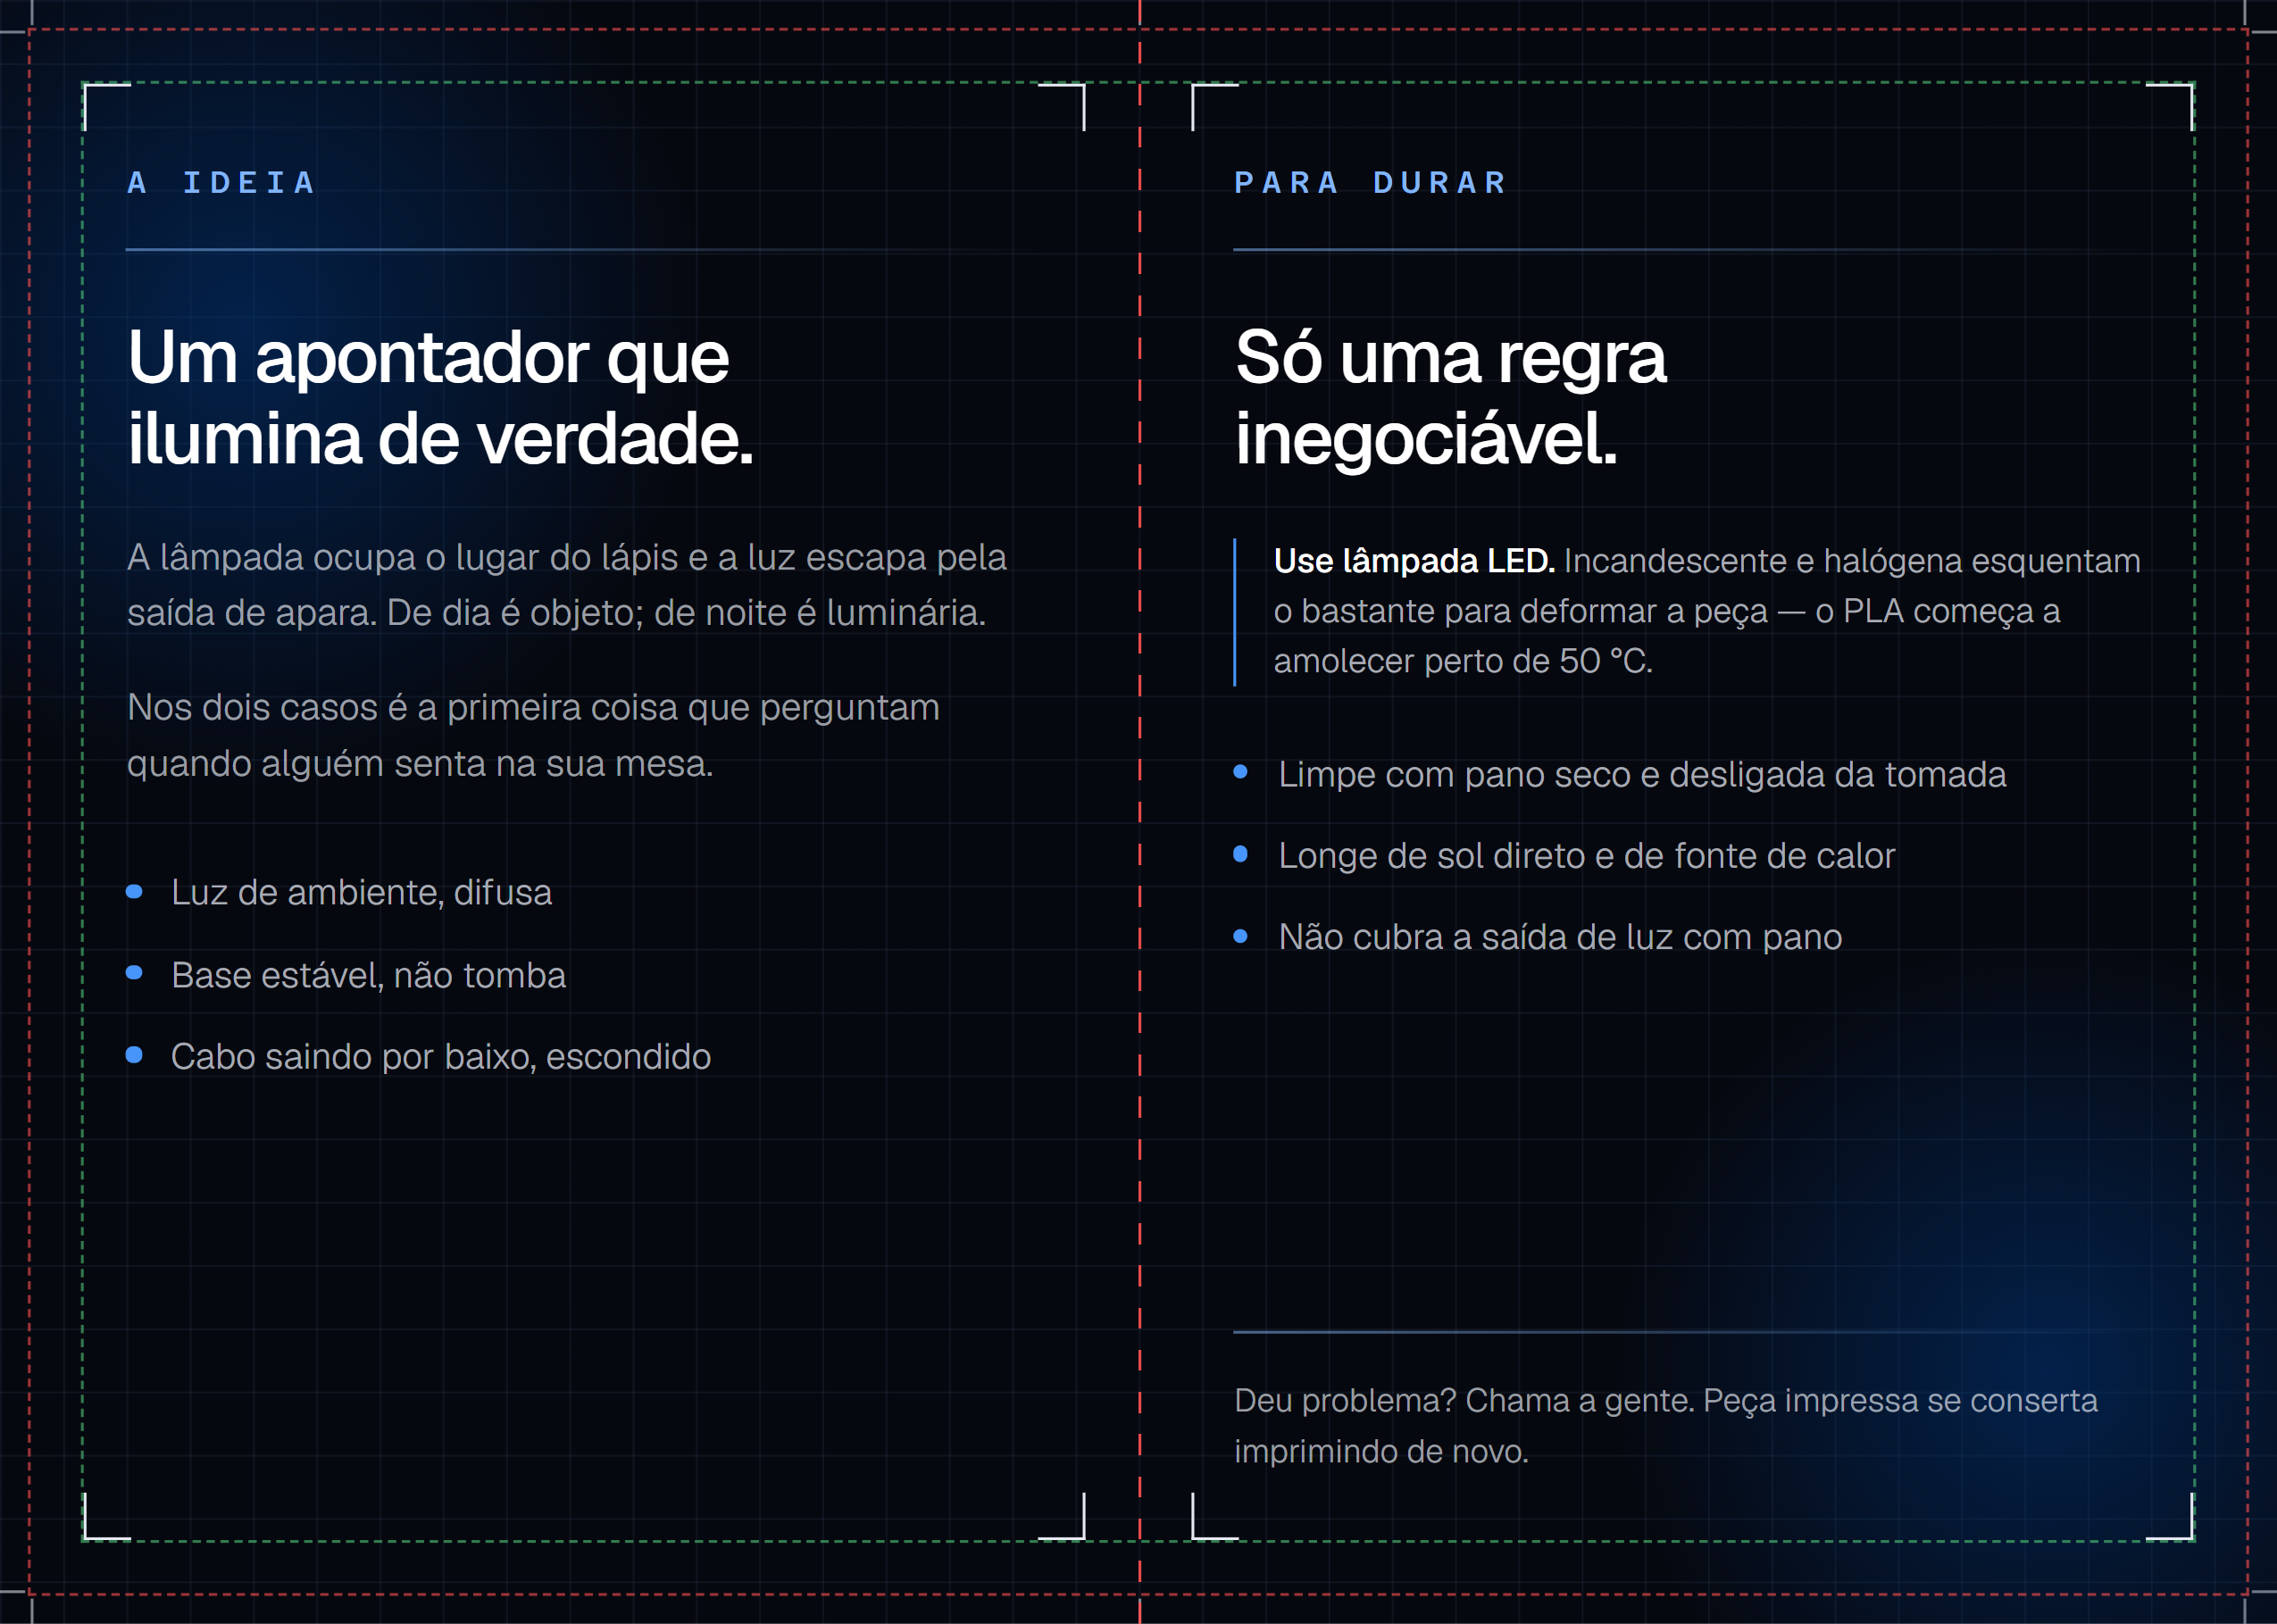 A IDEIA
Um apontador que
ilumina de verdade.
A lâmpada ocupa o lugar do lápis e a luz escapa pela
saída de apara. De dia é objeto; de noite é luminária.
Nos dois casos é a primeira coisa que perguntam
quando alguém senta na sua mesa.
Luz de ambiente, difusa
Base estável, não tomba
Cabo saindo por baixo, escondido
PARA DURAR
Só uma regra
inegociável.
Use lâmpada LED. Incandescente e halógena esquentam
o bastante para deformar a peça — o PLA começa a
amolecer perto de 50 °C.
Limpe com pano seco e desligada da tomada
Longe de sol direto e de fonte de calor
Não cubra a saída de luz com pano
Deu problema? Chama a gente. Peça impressa se conserta
imprimindo de novo.